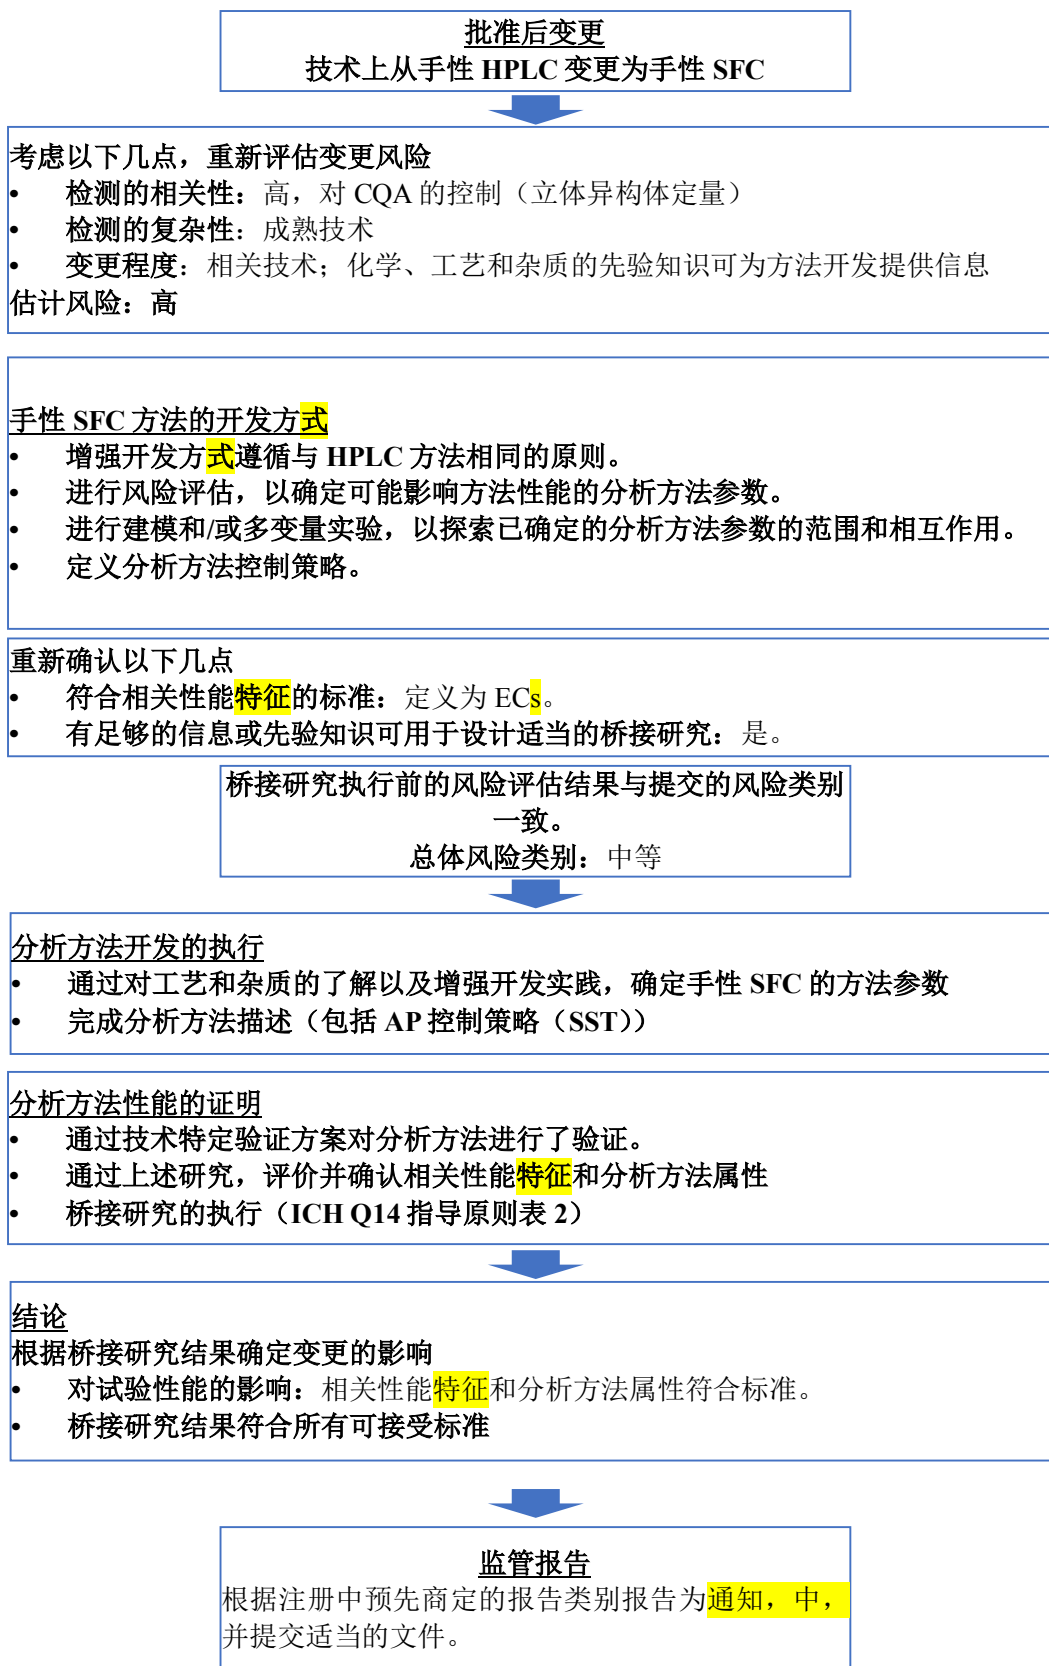 批准后变更
技术上从手性 HPLC 变更为手性 SFC
考虑以下几点，重新评估变更风险
• 检测的相关性：高，对 CQA 的控制（立体异构体定量）
• 检测的复杂性：成熟技术
• 变更程度：相关技术；化学、工艺和杂质的先验知识可为方法开发提供信息
估计风险：高
手性 SFC 方法的开发方式
• 增强开发方式遵循与 HPLC 方法相同的原则。
• 进行风险评估，以确定可能影响方法性能的分析方法参数。
• 进行建模和/或多变量实验，以探索已确定的分析方法参数的范围和相互作用。
• 定义分析方法控制策略。
重新确认以下几点
• 符合相关性能特征的标准：定义为 ECs。
• 有足够的信息或先验知识可用于设计适当的桥接研究：是。
桥接研究执行前的风险评估结果与提交的风险类别
一致。
总体风险类别：中等
分析方法开发的执行
• 通过对工艺和杂质的了解以及增强开发实践，确定手性 SFC 的方法参数
• 完成分析方法描述（包括 AP 控制策略（SST））
分析方法性能的证明
• 通过技术特定验证方案对分析方法进行了验证。
• 通过上述研究，评价并确认相关性能特征和分析方法属性
• 桥接研究的执行（ICH Q14 指导原则表 2）
结论
根据桥接研究结果确定变更的影响
• 对试验性能的影响：相关性能特征和分析方法属性符合标准。
• 桥接研究结果符合所有可接受标准
监管报告
根据注册中预先商定的报告类别报告为通知，中，
并提交适当的文件。